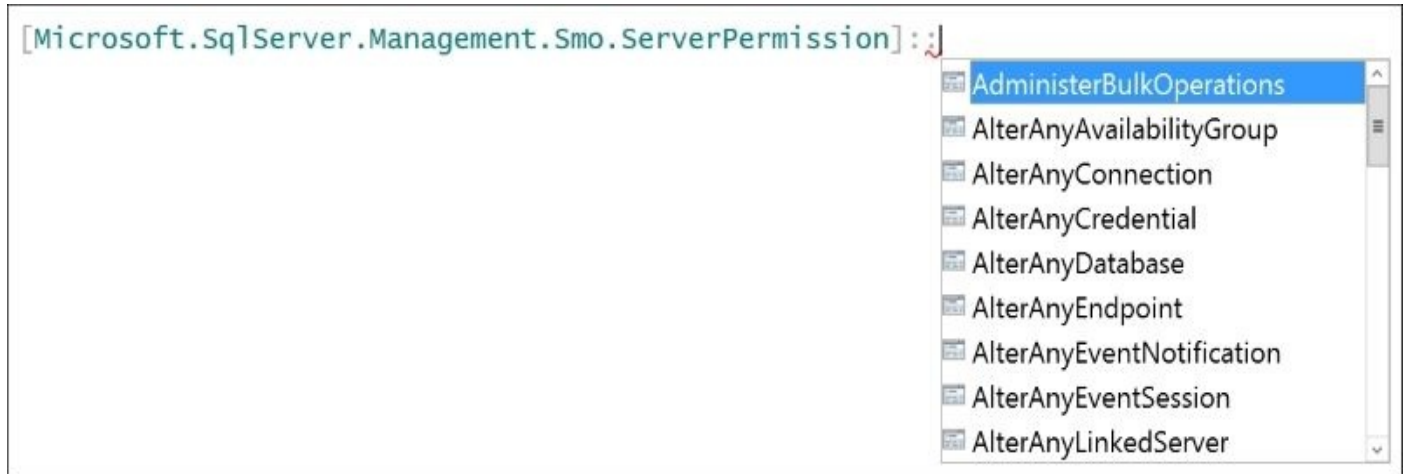 [Microsoft.SqlServer.Management.Smo.ServerPermission]::
AdministerBulkOperations
AlterAnyAvailabilityGroup
AlterAnyConnection
AlterAnyCredential
AlterAnyDatabase
AlterAnyEndpoint
AlterAnyEventNotification
AlterAnyEventSession
AlterAnyLinkedServer